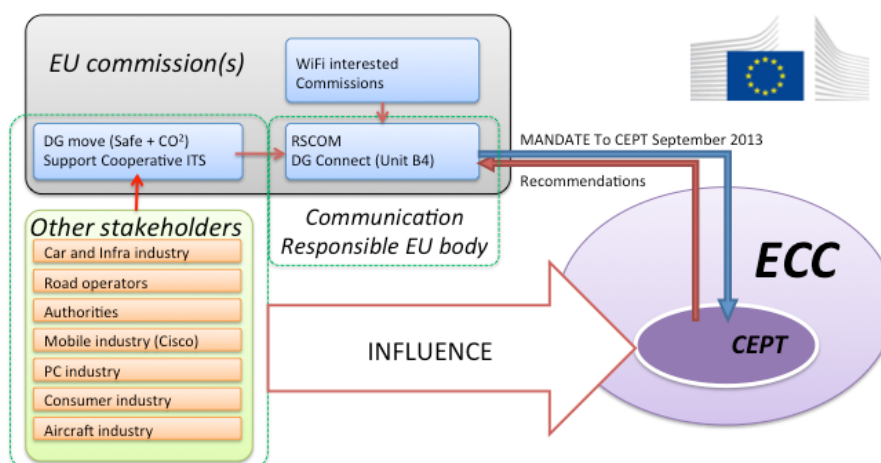 EU commission(s)
WiFi interested
Commissions
DG move (Safe + CO²)
Support Cooperative ITS
RSCOM
DG Connect (Unit B4)
MANDATE To CEPT September 2013
Recommendations
Communication
Responsible EU body
Other stakeholders
Car and Infra industry
Road operators
Authorities
Mobile industry (Cisco)
PC industry
Consumer industry
Aircraft industry
INFLUENCE
ECC
CEPT